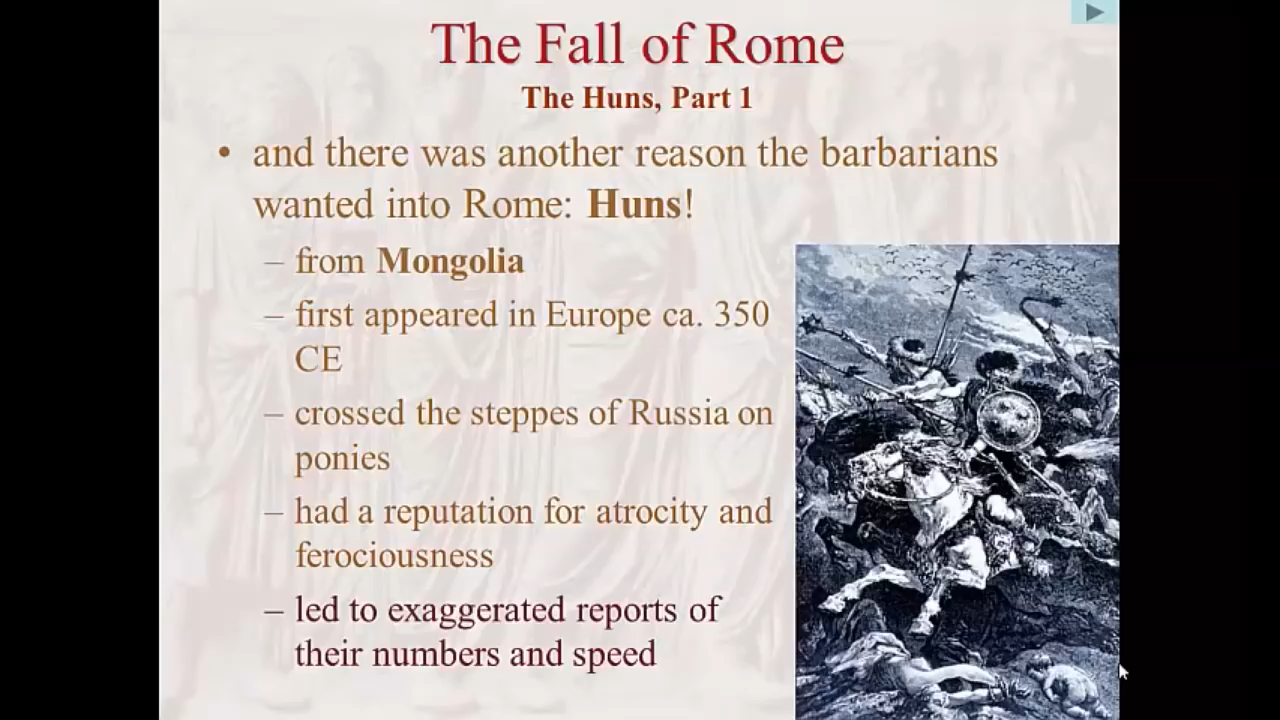 The Fall of Rome
The Huns, Part 1
• and there was another reason the barbarians
wanted into Rome: Huns!
– from Mongolia
– first appeared in Europe ca. 350
CE
– crossed the steppes of Russia on
ponies
– had a reputation for atrocity and
ferociousness
– led to exaggerated reports of
their numbers and speed